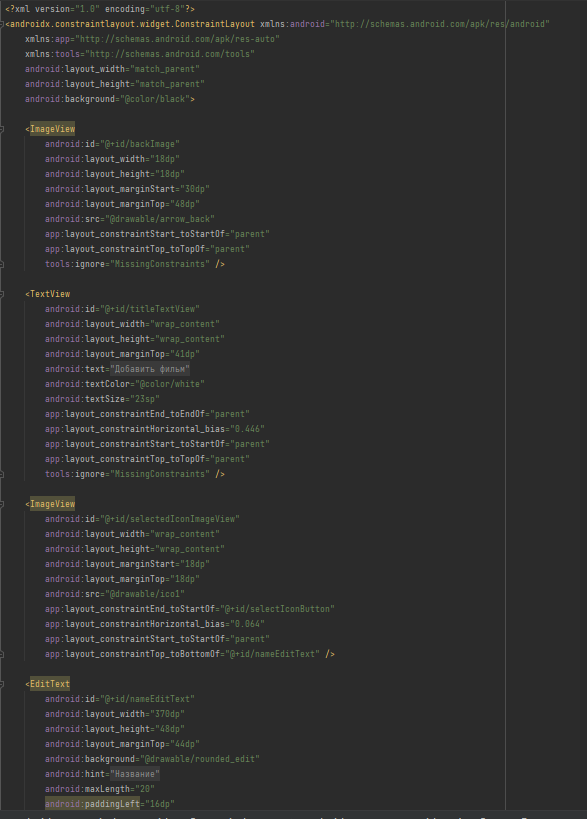 <?xml version="1.0" encoding="utf-8"?>
<androidx.constraintlayout.widget.ConstraintLayout xmlns:android="http://schemas.android.com/apk/res/android"
xmlns:app="http://schemas.android.com/apk/res-auto"
xmlns:tools="http://schemas.android.com/tools"
android:layout_width="match_parent"
android:layout_height="match_parent"
android:background="@color/black">
<ImageView
android:id="@+id/backImage"
android:layout_width="18dp"
android:layout_height="18dp"
android:layout_marginStart="30dp"
android:layout_marginTop="48dp"
android:src="@drawable/arrow_back"
app:layout_constraintStart_toStartOf="parent"
app:layout_constraintTop_toTopOf="parent"
tools:ignore="MissingConstraints" />
<TextView
android:id="@+id/titleTextView"
android:layout_width="wrap_content"
android:layout_height="wrap_content"
android:layout_marginTop="41dp"
android:text="Добавить фильм"
android:textColor="@color/white"
android:textSize="23sp"
app:layout_constraintEnd_toEndOf="parent"
app:layout_constraintHorizontal_bias="0.446"
app:layout_constraintStart_toStartOf="parent"
app:layout_constraintTop_toTopOf="parent"
tools:ignore="MissingConstraints" />
<ImageView
android:id="@+id/selectedIconImageView"
android:layout_width="wrap_content"
android:layout_height="wrap_content"
android:layout_marginStart="18dp"
android:layout_marginTop="18dp"
android:src="@drawable/ico1"
app:layout_constraintEnd_toStartOf="@+id/selectIconButton"
app:layout_constraintHorizontal_bias="0.064"
app:layout_constraintStart_toStartOf="parent"
app:layout_constraintTop_toBottomOf="@+id/nameEditText" />
<EditText
android:id="@+id/nameEditText"
android:layout_width="370dp"
android:layout_height="48dp"
android:layout_marginTop="44dp"
android:background="@drawable/rounded_edit"
android:hint="Название"
android:maxLength="20"
android:paddingLeft="16dp"